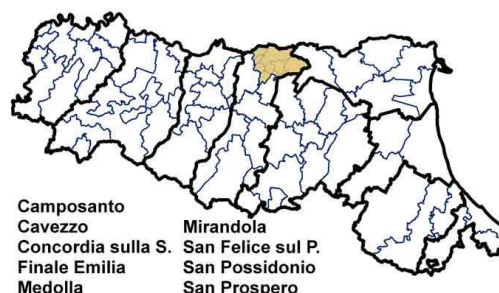 Camposanto
Cavezzo
Concordia sulla S.
Finale Emilia
Medolla
Mirandola
San Felice sul P.
San Possidonio
San Prospero